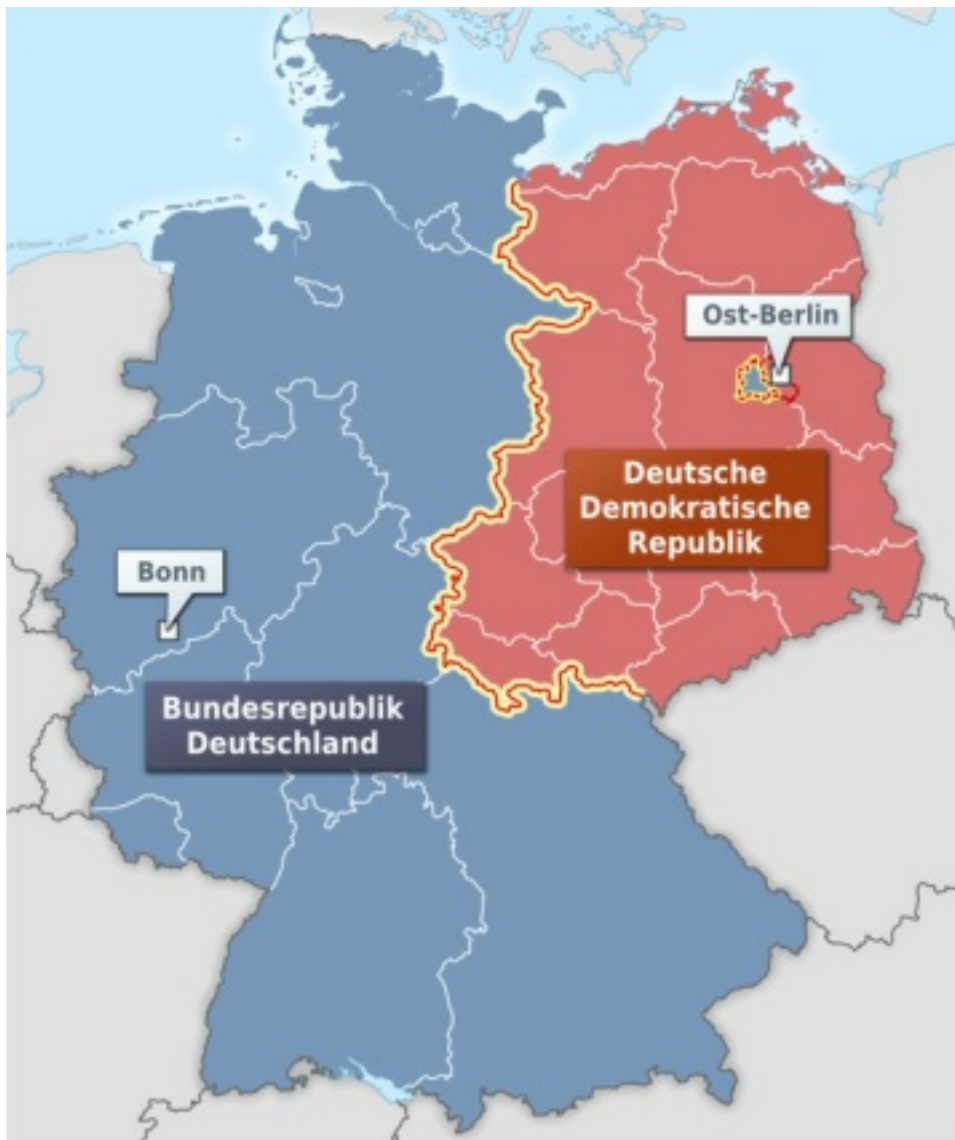 Ost-Berlin
Deutsche
Demokratische
Republik
Bonn
Bundesrepublik
Deutschland